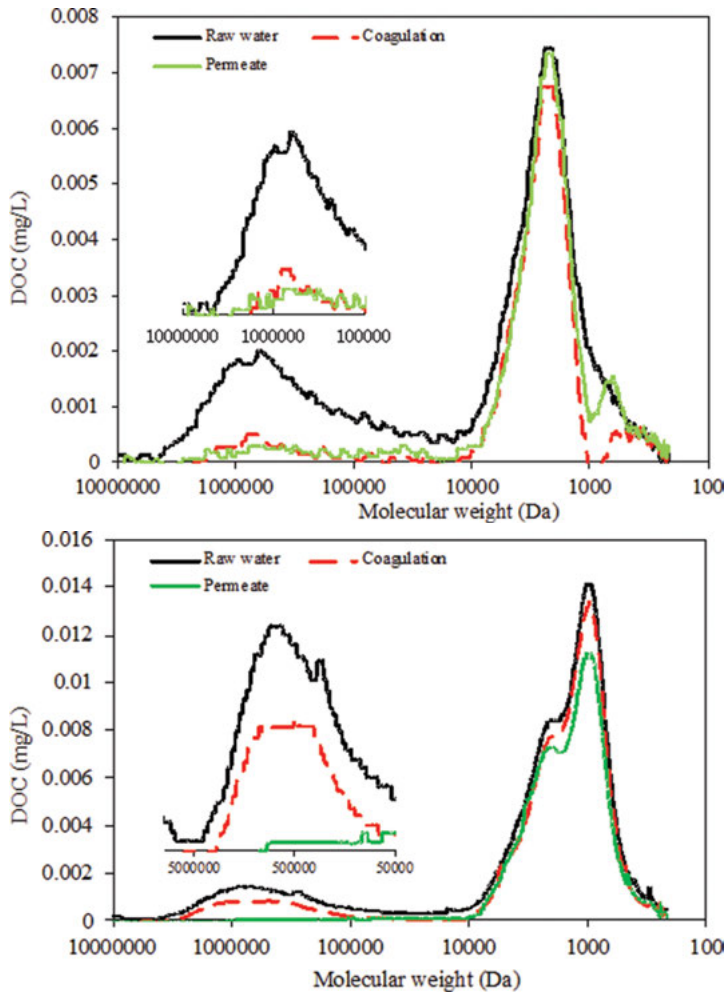 0.008
Raw water
Coagulation
Permeate
0.007
0.006
0.005
0.004
0.003
0.002
0.001
0
DOC (mg/L)
10000000 1000000 100000
10000000 1000000 100000 10000 1000 100
Molecular weight (Da)
0.016
Raw water
Coagulation
Permeate
0.014
0.012
0.01
0.008
0.006
0.004
0.002
0
DOC (mg/L)
5000000 500000 50000
10000000 1000000 100000 10000 1000 100
Molecular weight (Da)